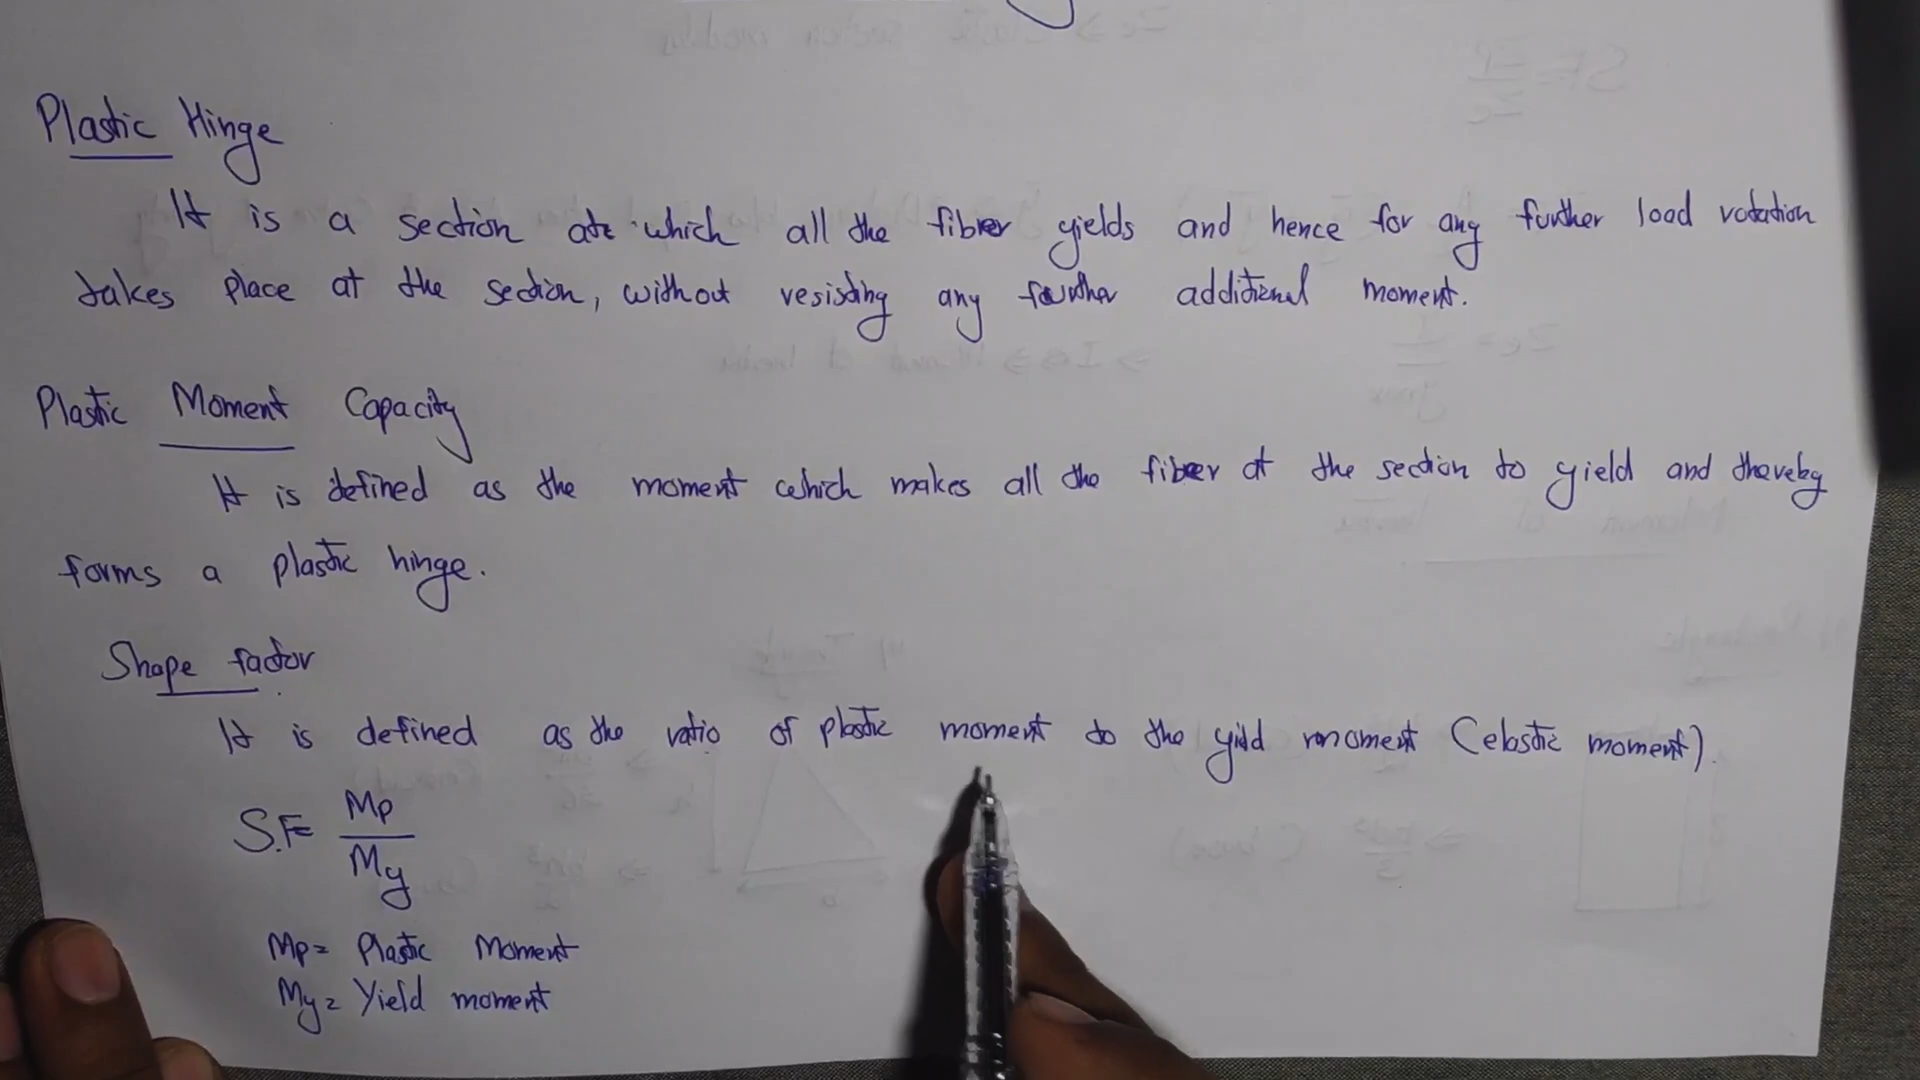 Plastic Hinge
It is a section at which all the fiber yields and hence for any further load rotation
takes place at the section, without resisting any further additional moment.
Plastic Moment Capacity
It is defined as the moment which makes all the fiber at the section to yield and thereby
forms a plastic hinge.
Shape factor
It is defined as the ratio of plastic moment to the yield moment (elastic moment).
S.F = Mp / My
Mp = Plastic Moment
My = Yield moment